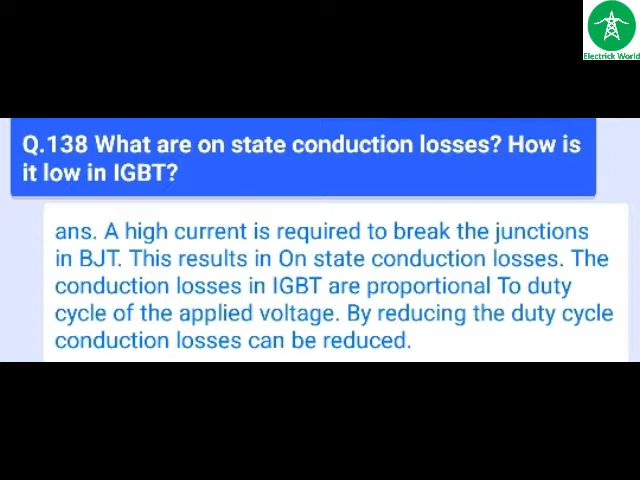 Electrick World
Q.138 What are on state conduction losses? How is
it low in IGBT?
ans. A high current is required to break the junctions
in BJT. This results in On state conduction losses. The
conduction losses in IGBT are proportional To duty
cycle of the applied voltage. By reducing the duty cycle
conduction losses can be reduced.